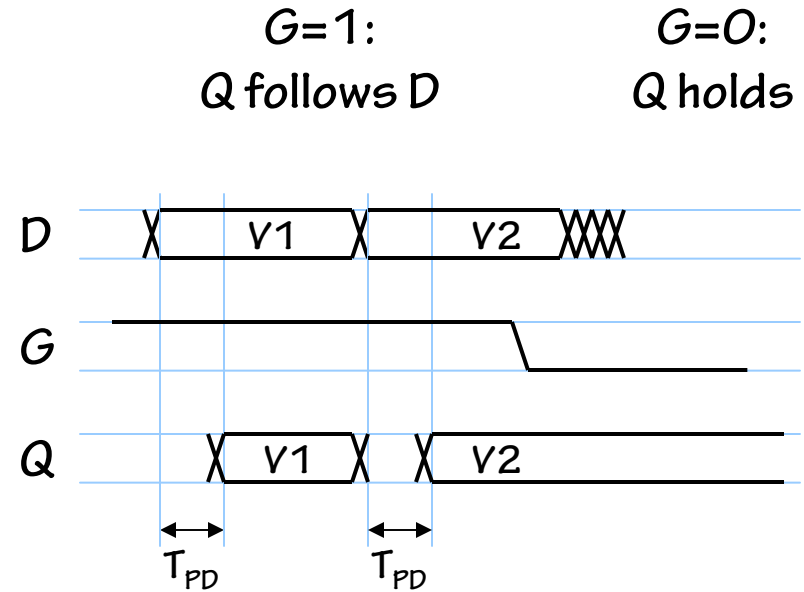 G=1:
Q follows D
G=0:
Q holds
D
V1
V2
G
Q
V1
V2
TPD
TPD